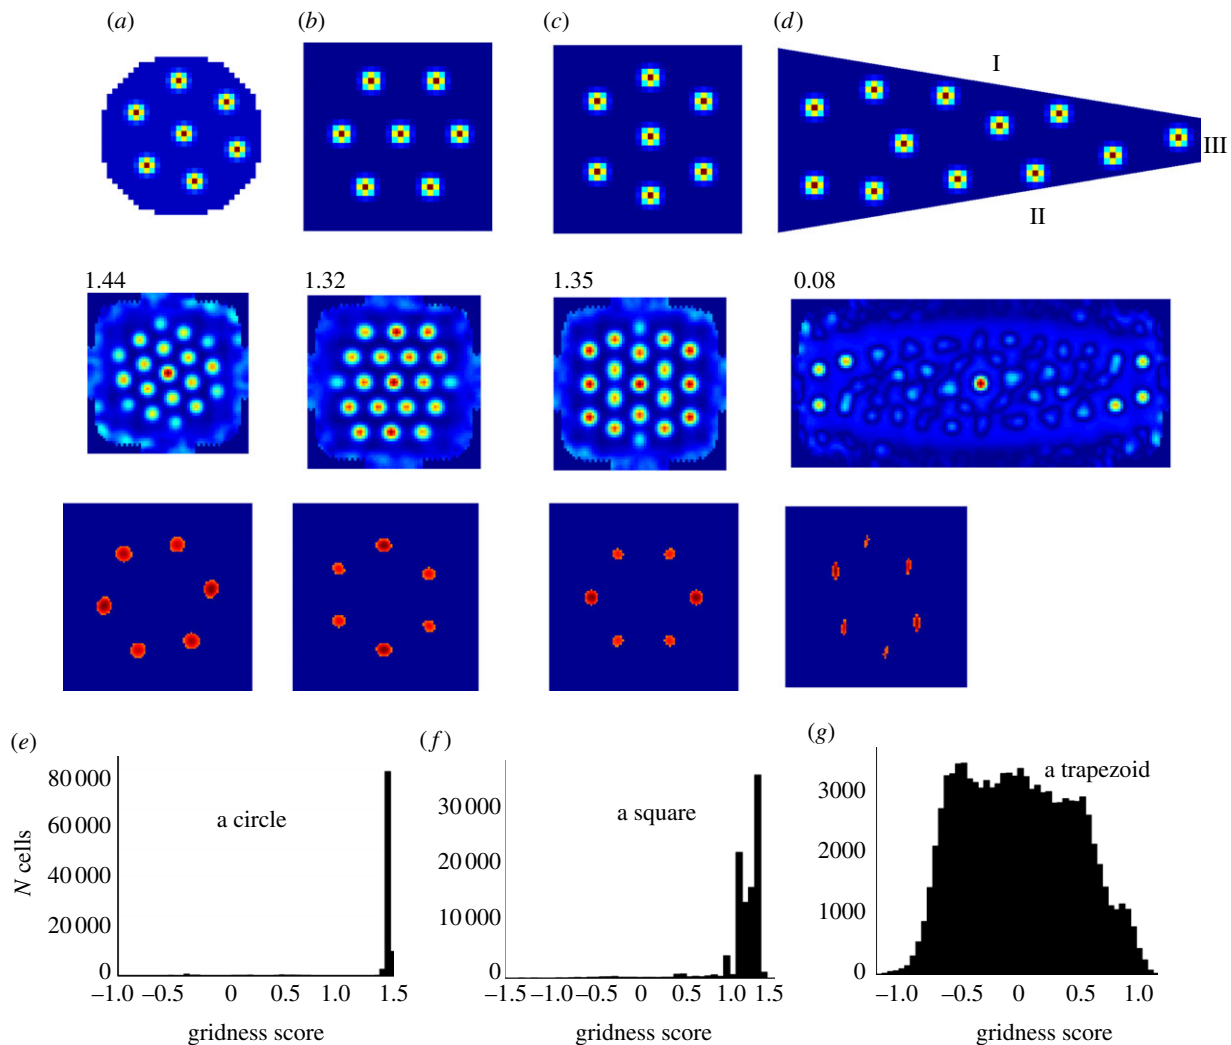 (a) (b) (c) (d)
I
III
II
1.44 1.32 1.35 0.08
(e) (f) (g)
80 000
60 000
40 000
20 000
0
N cells
a circle
–1.0 –0.5 0 0.5 1.0 1.5
gridness score
30 000
20 000
10 000
0
a square
–1.5 –1.0 –0.5 0 0.5 1.0 1.5
gridness score
3000
2000
1000
0
a trapezoid
–1.0 –0.5 0 0.5 1.0
gridness score